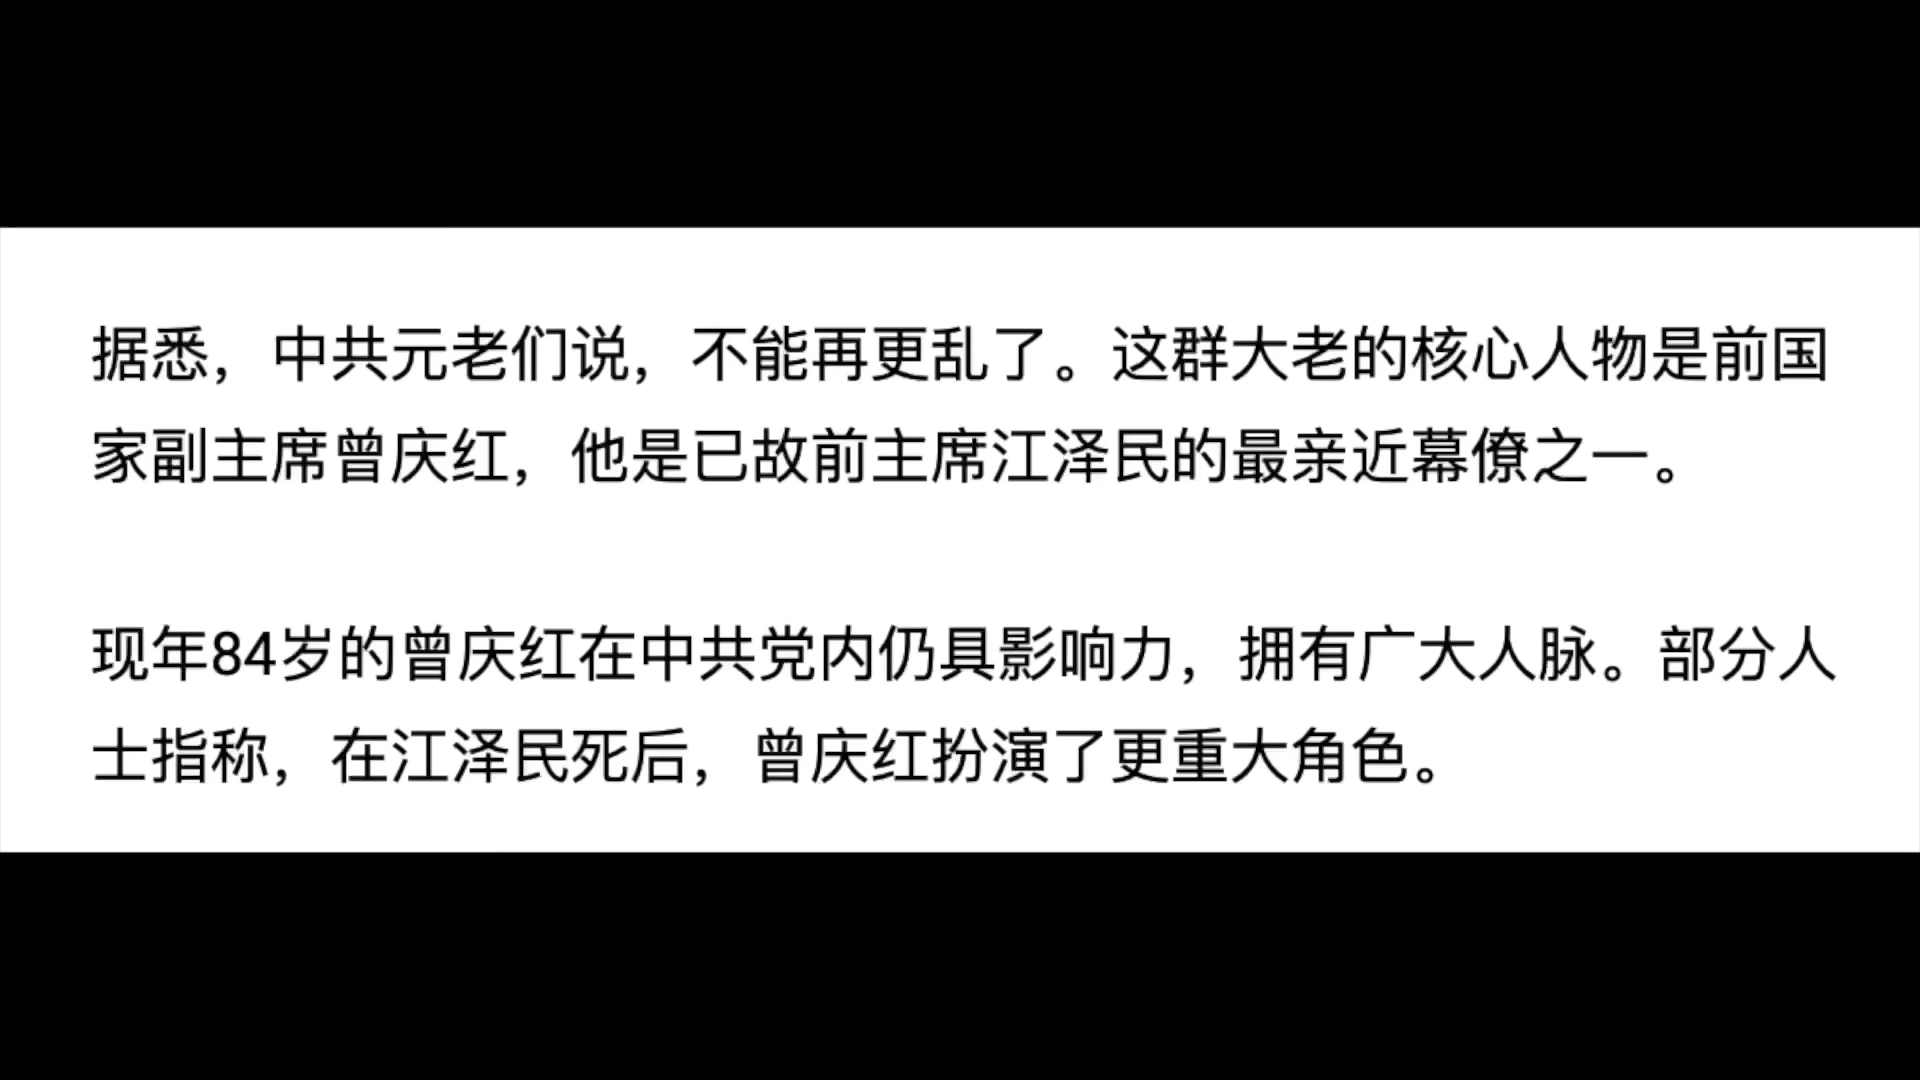 据悉，中共元老们说，不能再更乱了。这群大老的核心人物是前国
家副主席曾庆红，他是已故前主席江泽民的最亲近幕僚之一。
现年84岁的曾庆红在中共党内仍具影响力，拥有广大人脉。部分人
士指称，在江泽民死后，曾庆红扮演了更重大角色。